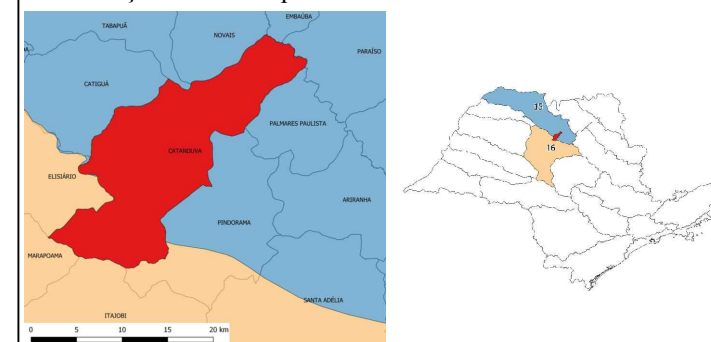 EMBAÚBA
TABAPUÃ
NOVAIS
PARAÍSO
CATIGUÁ
PALMARES PAULISTA
CATANDUVA
ELISIÁRIO
ARIRANHA
PINDORAMA
MARAPOAMA
SANTA ADÉLIA
ITAJOBI
0 5 10 15 20 km
15
16